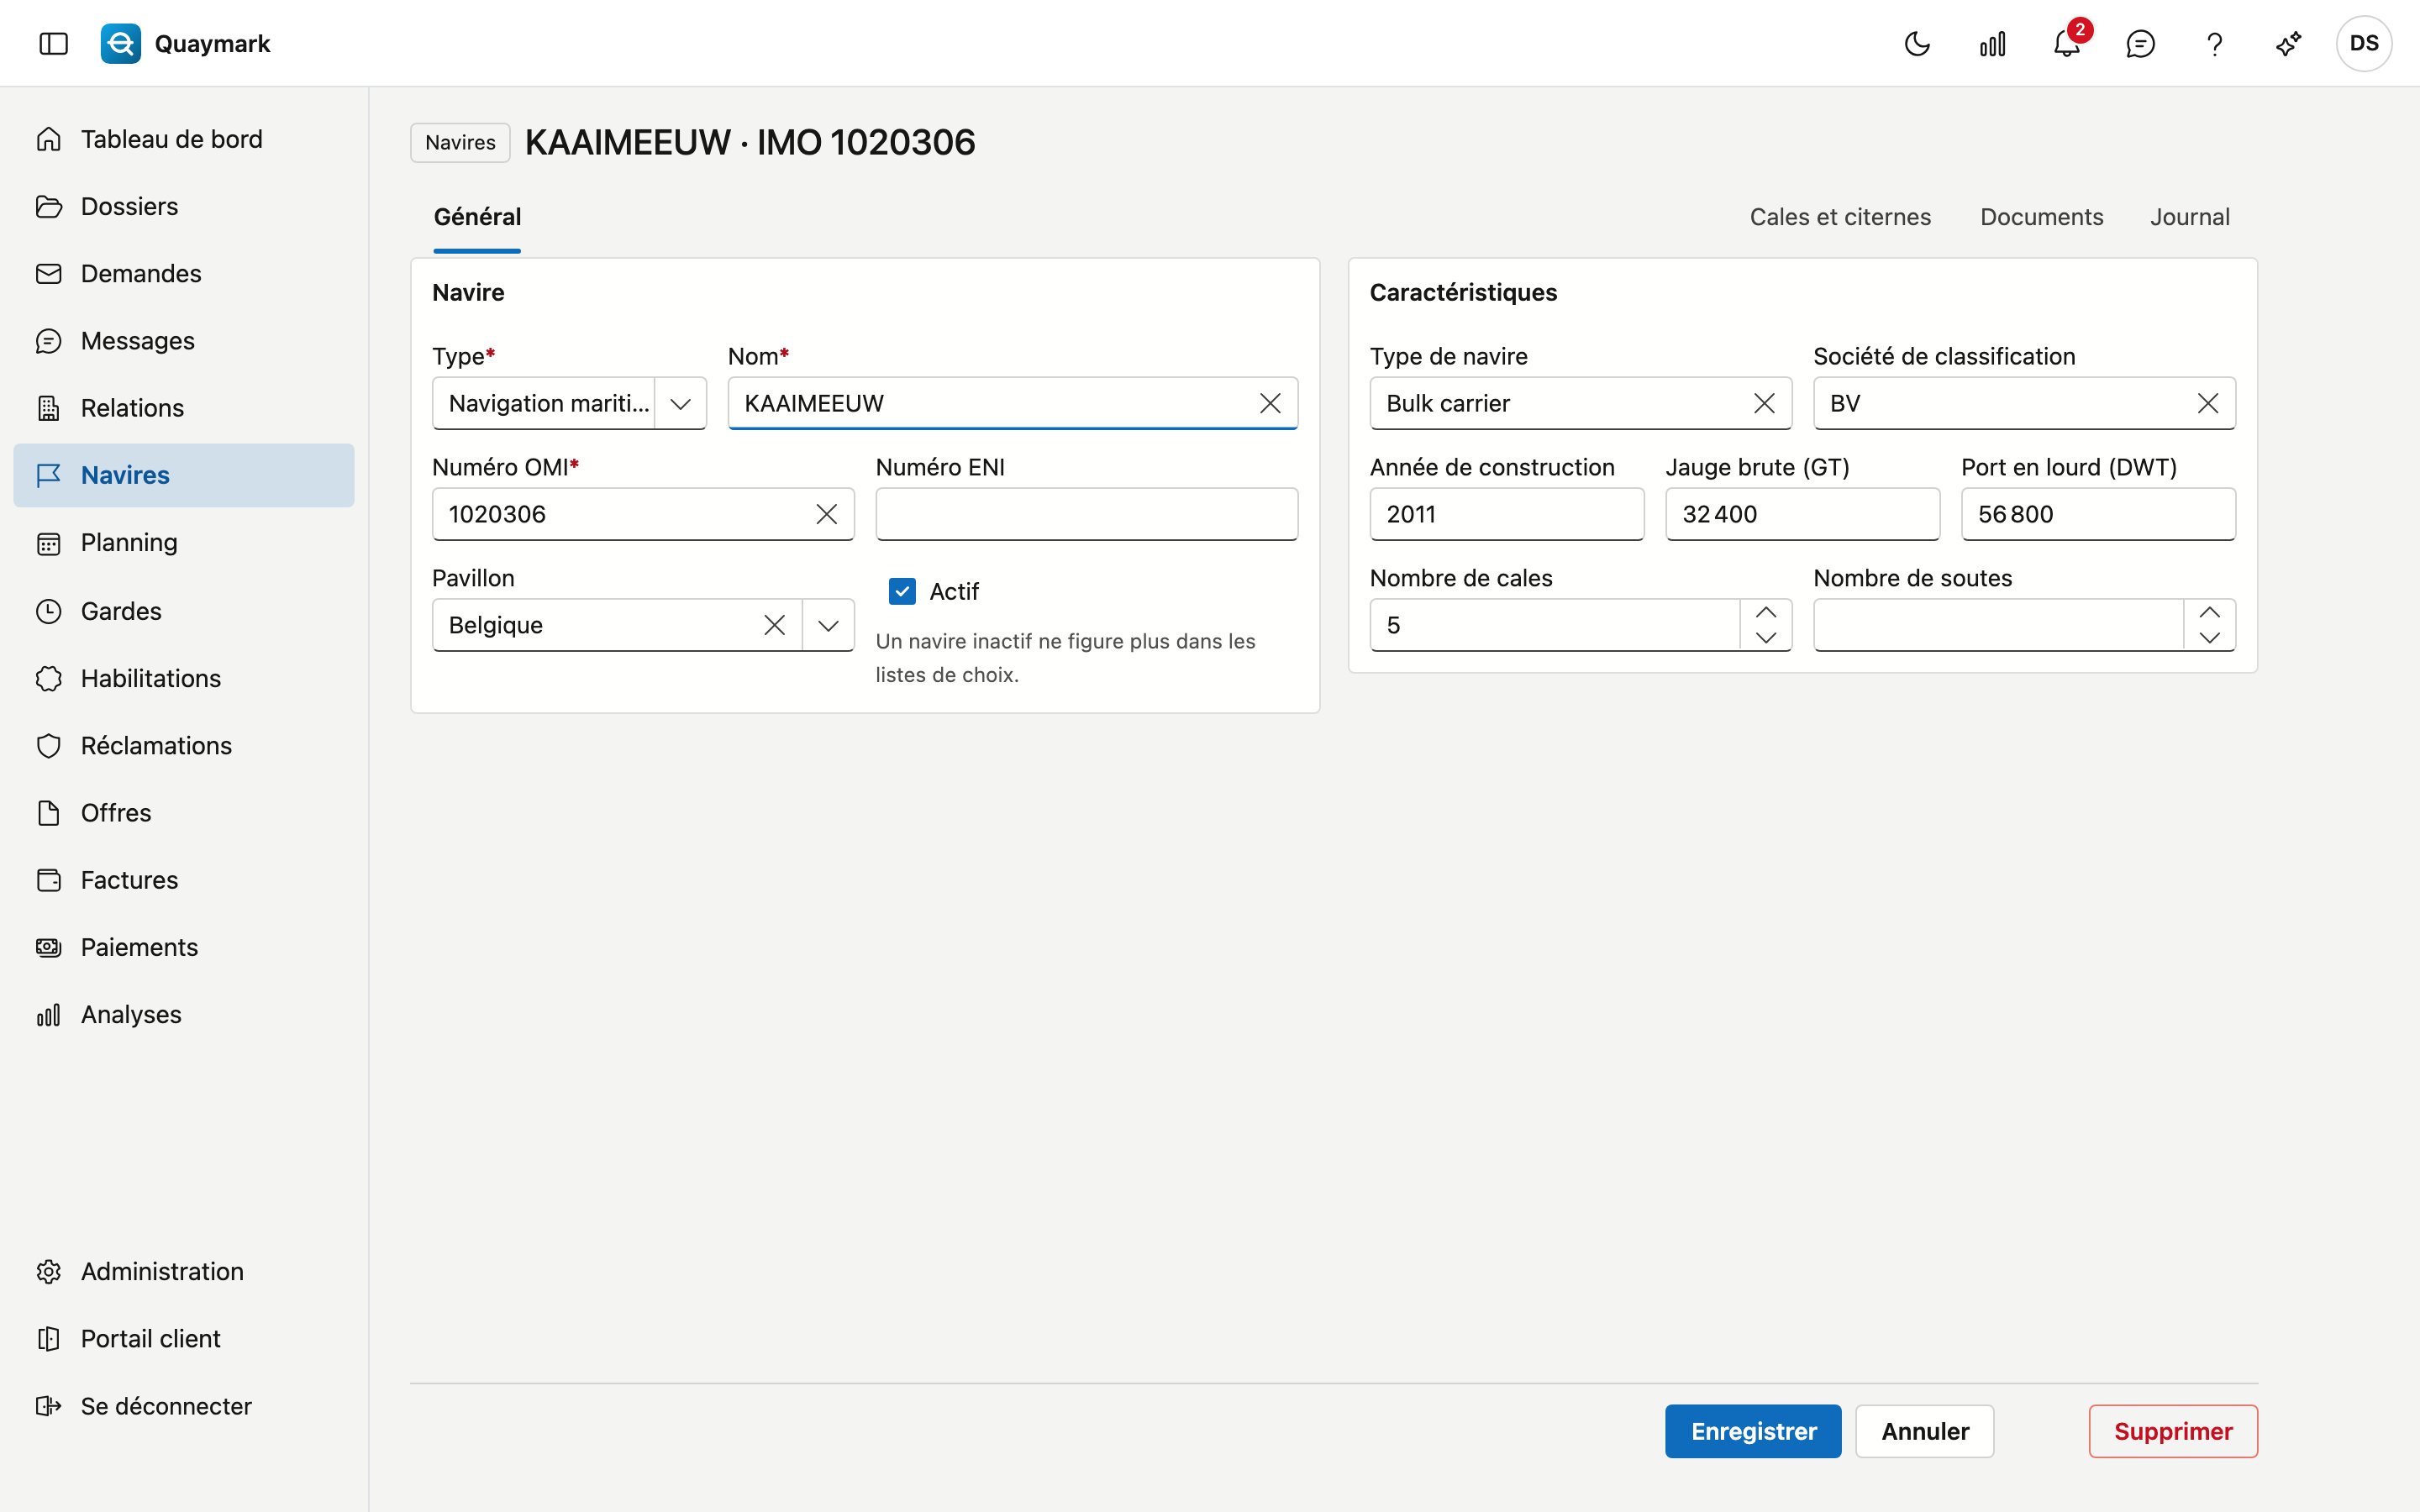 Quaymark
2
DS
Tableau de bord
Dossiers
Demandes
Messages
Relations
Navires
Planning
Gardes
Habilitations
Réclamations
Offres
Factures
Paiements
Analyses
Administration
Portail client
Se déconnecter
Navires KAAIMEEUW · IMO 1020306
Général
Cales et citernes Documents Journal
Navire
Type* Nom*
Navigation mariti... KAAIMEEUW
Numéro OMI* Numéro ENI
1020306
Pavillon
Belgique
Actif
Un navire inactif ne figure plus dans les
listes de choix.
Caractéristiques
Type de navire Société de classification
Bulk carrier BV
Année de construction Jauge brute (GT) Port en lourd (DWT)
2011 32 400 56 800
Nombre de cales Nombre de soutes
5
Enregistrer Annuler Supprimer